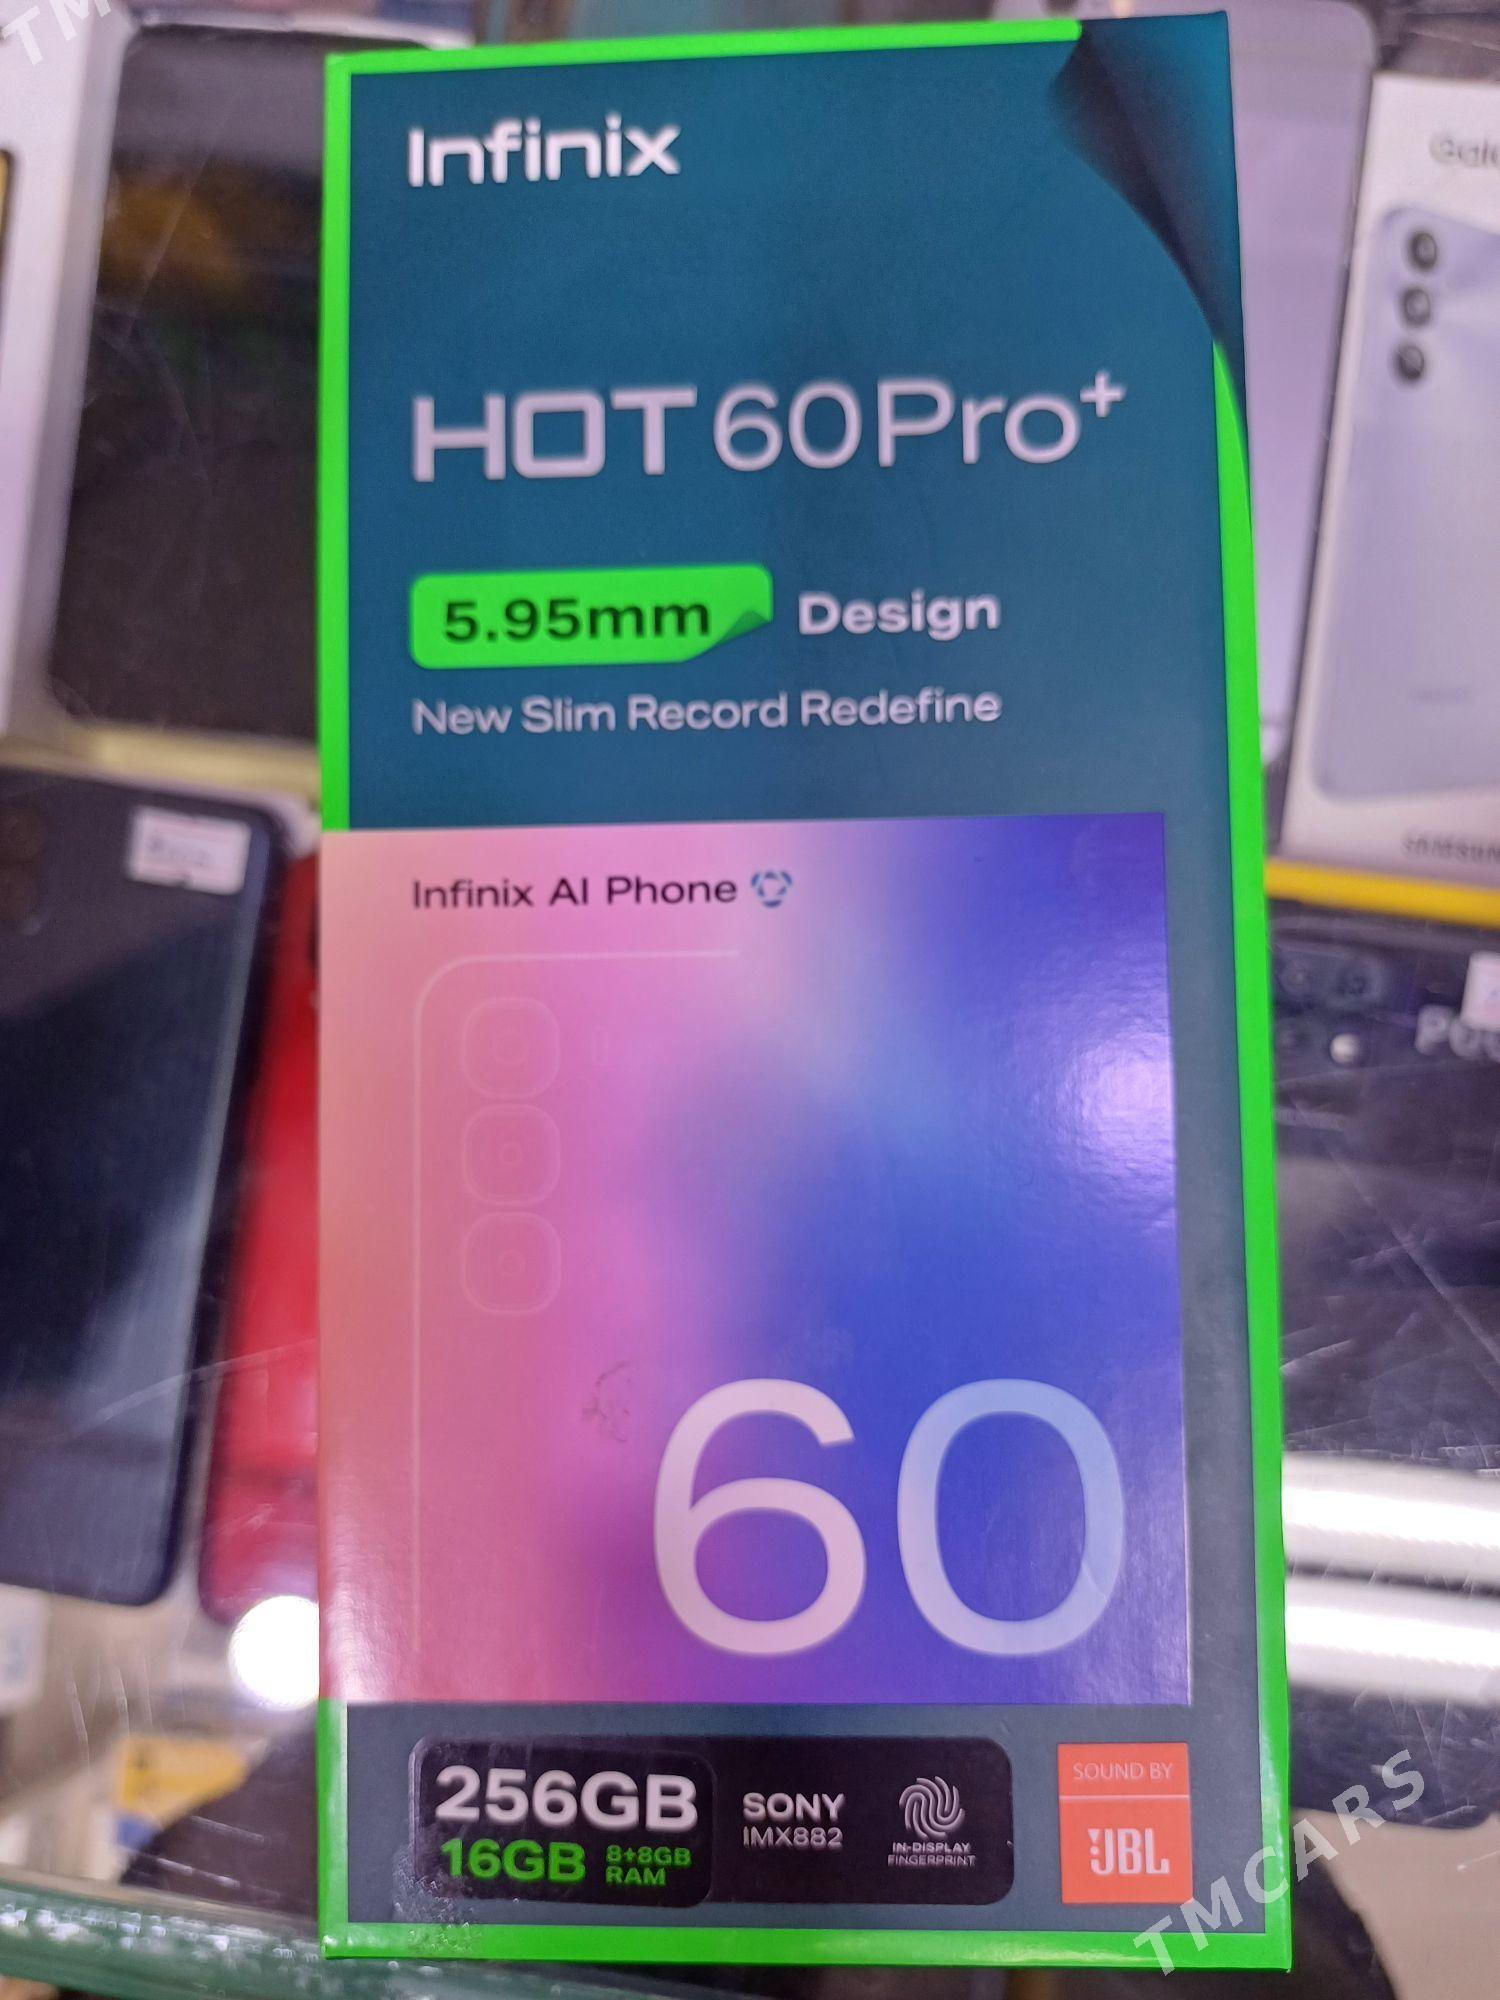 Infinix
HOT 60 Pro+
5.95mm Design
New Slim Record Redefine
Infinix AI Phone
60
256GB
16GB 8+8GB RAM
SONY
IMX882
IN-DISPLAY
FINGERPRINT
SOUND BY
JBL
SAMSUNG
TMCARS